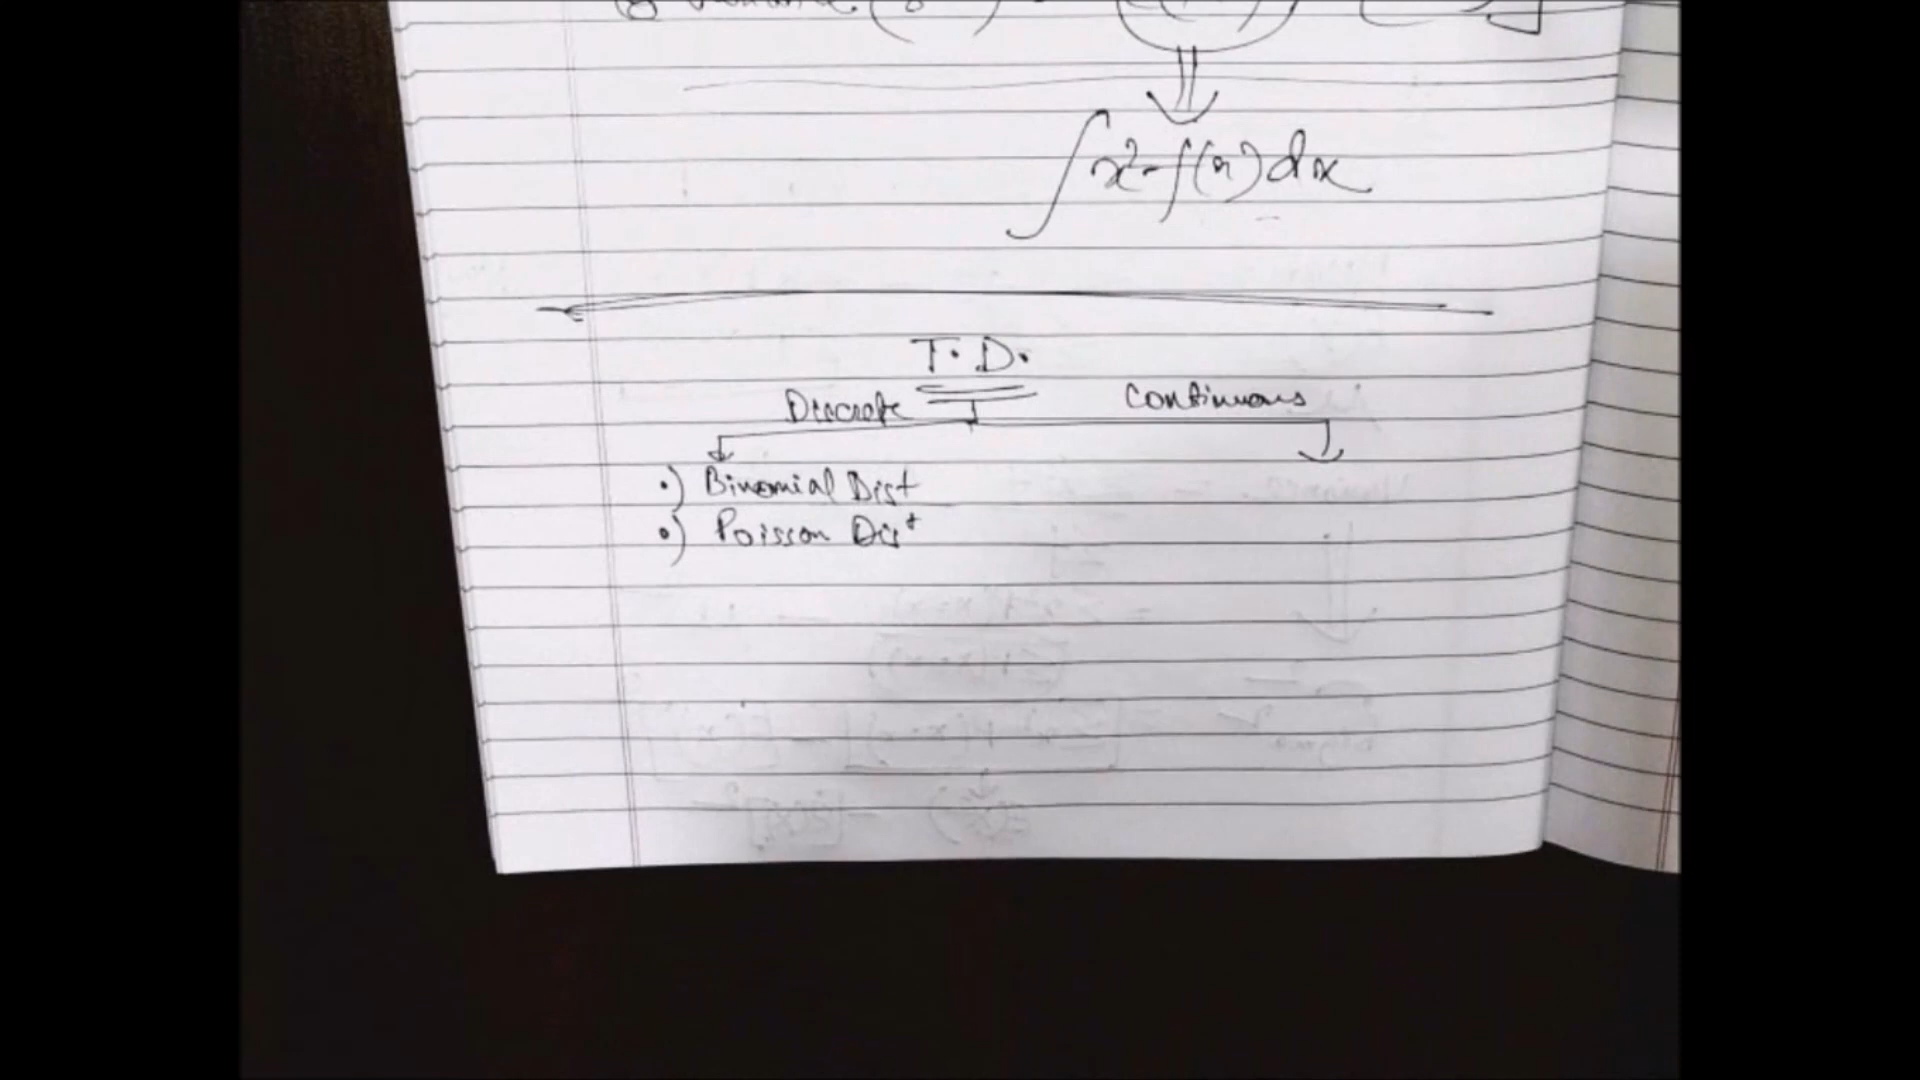 ∫x²-f(x)dx
T. D.
Discrete Continuous
•) Binomial Dist
•) Poisson Dist